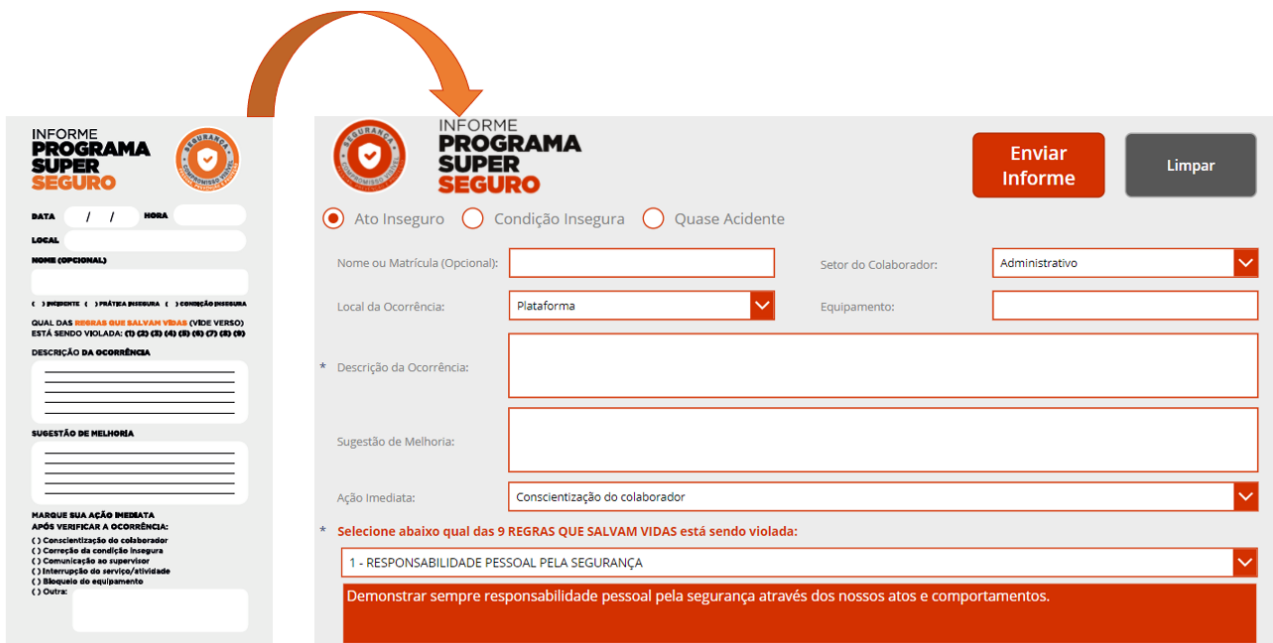 INFORME
PROGRAMA
SUPER
SEGURO
SEGURANÇA
COMPROMISSO VISÍVEL
DATA / / HORA
LOCAL
NOME (OPCIONAL)
( ) INCIDENTE ( ) PRÁTICA INSEGURA ( ) CONDIÇÃO INSEGURA
QUAL DAS REGRAS QUE SALVAM VIDAS (VIDE VERSO)
ESTÁ SENDO VIOLADA: (1) (2) (3) (4) (5) (6) (7) (8) (9)
DESCRIÇÃO DA OCORRÊNCIA
SUGESTÃO DE MELHORIA
MARQUE SUA AÇÃO IMEDIATA
APÓS VERIFICAR A OCORRÊNCIA:
( ) Conscientização do colaborador
( ) Correção da condição insegura
( ) Comunicação ao supervisor
( ) Interrupção do serviço/atividade
( ) Bloqueio do equipamento
( ) Outra:
SEGURANÇA
COMPROMISSO VISÍVEL
INFORME
PROGRAMA
SUPER
SEGURO
Enviar
Informe
Limpar
Ato Inseguro Condição Insegura Quase Acidente
Nome ou Matrícula (Opcional): Setor do Colaborador: Administrativo
Local da Ocorrência: Plataforma Equipamento:
* Descrição da Ocorrência:
Sugestão de Melhoria:
Ação Imediata: Conscientização do colaborador
* Selecione abaixo qual das 9 REGRAS QUE SALVAM VIDAS está sendo violada:
1 - RESPONSABILIDADE PESSOAL PELA SEGURANÇA
Demonstrar sempre responsabilidade pessoal pela segurança através dos nossos atos e comportamentos.